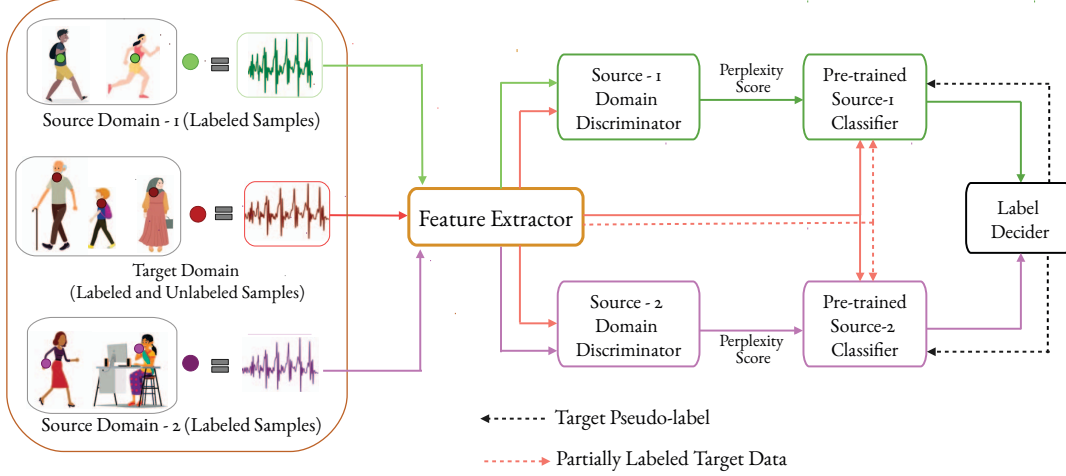 Source Domain - 1 (Labeled Samples)
Target Domain
(Labeled and Unlabeled Samples)
Source Domain - 2 (Labeled Samples)
Feature Extractor
Source - 1
Domain
Discriminator
Perplexity
Score
Pre-trained
Source-1
Classifier
Label
Decider
Source - 2
Domain
Discriminator
Perplexity
Score
Pre-trained
Source-2
Classifier
Target Pseudo-label
Partially Labeled Target Data